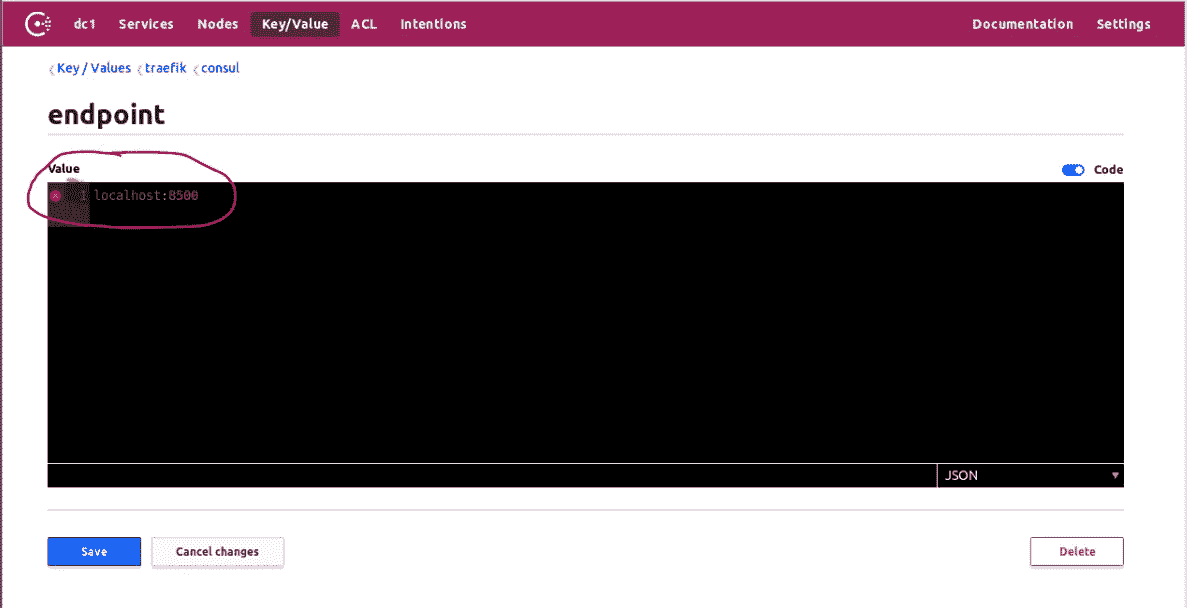 dc1 Services Nodes Key/Value ACL Intentions Documentation Settings
Key / Values traefik consul
endpoint
Value Code
1 localhost:8500
JSON
Save Cancel changes Delete